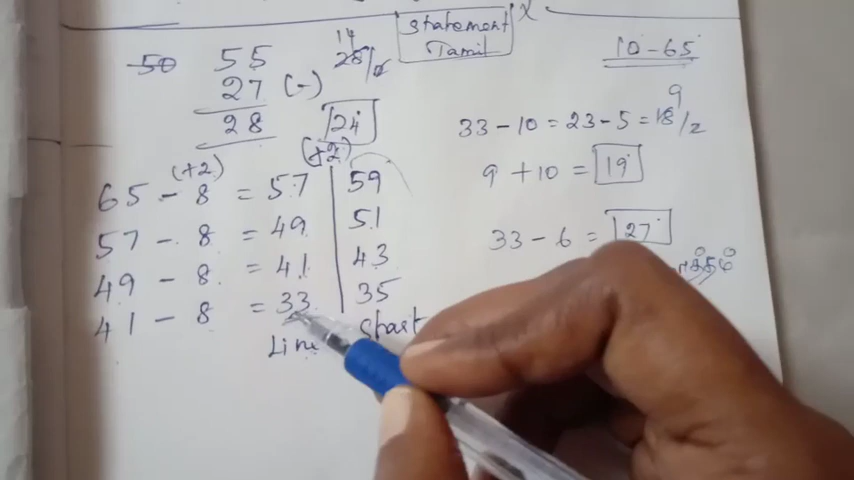 Statement
Tamil
10-65
50 55 14
27 (-) 28/2
28 24
(+2) (+2)
65 - 8 = 57 59
57 - 8 = 49 51
49 - 8 = 41 43
41 - 8 = 33 35
Line Start
9
33 - 10 = 23 - 5 = 18/2
9 + 10 = 19
33 - 6 = 27